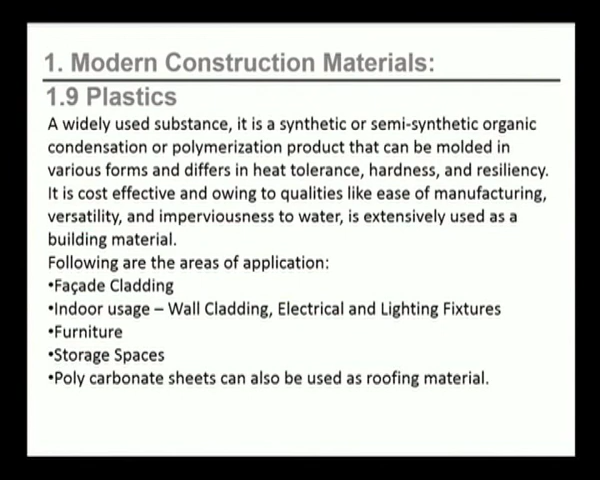 1. Modern Construction Materials:
1.9 Plastics
A widely used substance, it is a synthetic or semi-synthetic organic
condensation or polymerization product that can be molded in
various forms and differs in heat tolerance, hardness, and resiliency.
It is cost effective and owing to qualities like ease of manufacturing,
versatility, and imperviousness to water, is extensively used as a
building material.
Following are the areas of application:
•Façade Cladding
•Indoor usage – Wall Cladding, Electrical and Lighting Fixtures
•Furniture
•Storage Spaces
•Poly carbonate sheets can also be used as roofing material.